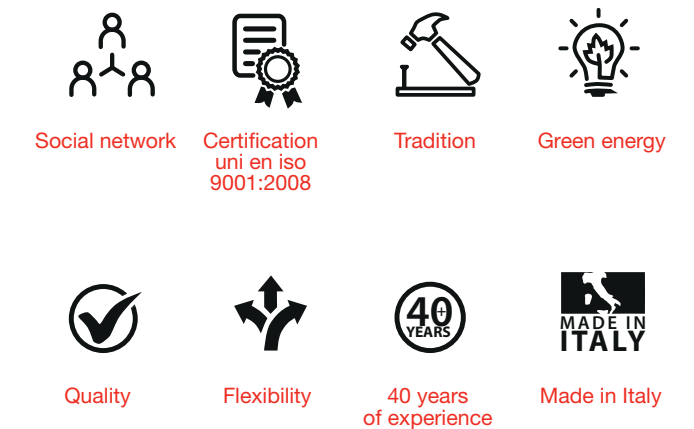 Social network
Certification
uni en iso
9001:2008
Tradition
Green energy
40+
YEARS
MADE IN
ITALY
Quality
Flexibility
40 years
of experience
Made in Italy